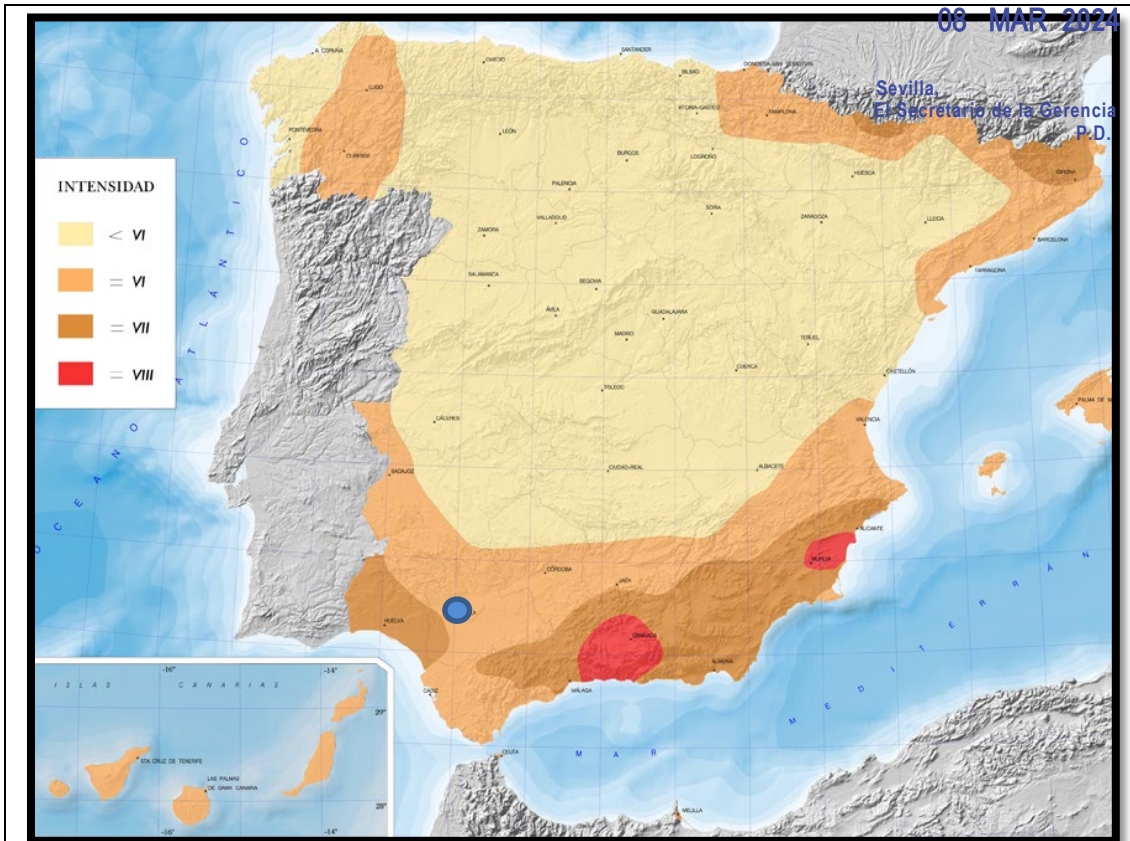 08 MAR 2024
Sevilla,
El Secretario de la Gerencia
P.D.
A. CORUÑA
LUGO
OVIEDO
SANTANDER
BILBAO
DONOSTIA-SAN SEBASTIÁN
VITORIA-GASTEIZ
PAMPLONA
PONTEVEDRA
OURENSE
LEÓN
BURGOS
LOGROÑO
HUESCA
GIRONA
PALENCIA
VALLADOLID
ZAMORA
SORIA
ZARAGOZA
LLEIDA
BARCELONA
TARRAGONA
SALAMANCA
SEGOVIA
ÁVILA
GUADALAJARA
MADRID
TERUEL
CUENCA
CASTELLÓN
TOLEDO
PALMA DE M
CÁCERES
VALENCIA
BADAJOZ
CIUDAD-REAL
ALBACETE
ALICANTE
MURCIA
CÓRDOBA
JAÉN
HUELVA
GRANADA
ALMERÍA
MÁLAGA
CADIZ
CEUTA
MELILLA
OCEANO ATLÁNTICO
MAR MEDITERRÁN
INTENSIDAD
< VI
= VI
= VII
= VIII
ISLAS CANARIAS
-16°
-14°
29°
STA CRUZ DE TENERIFE
LAS PALMAS
DE GRAN CANARIA
28°
-16°
-14°